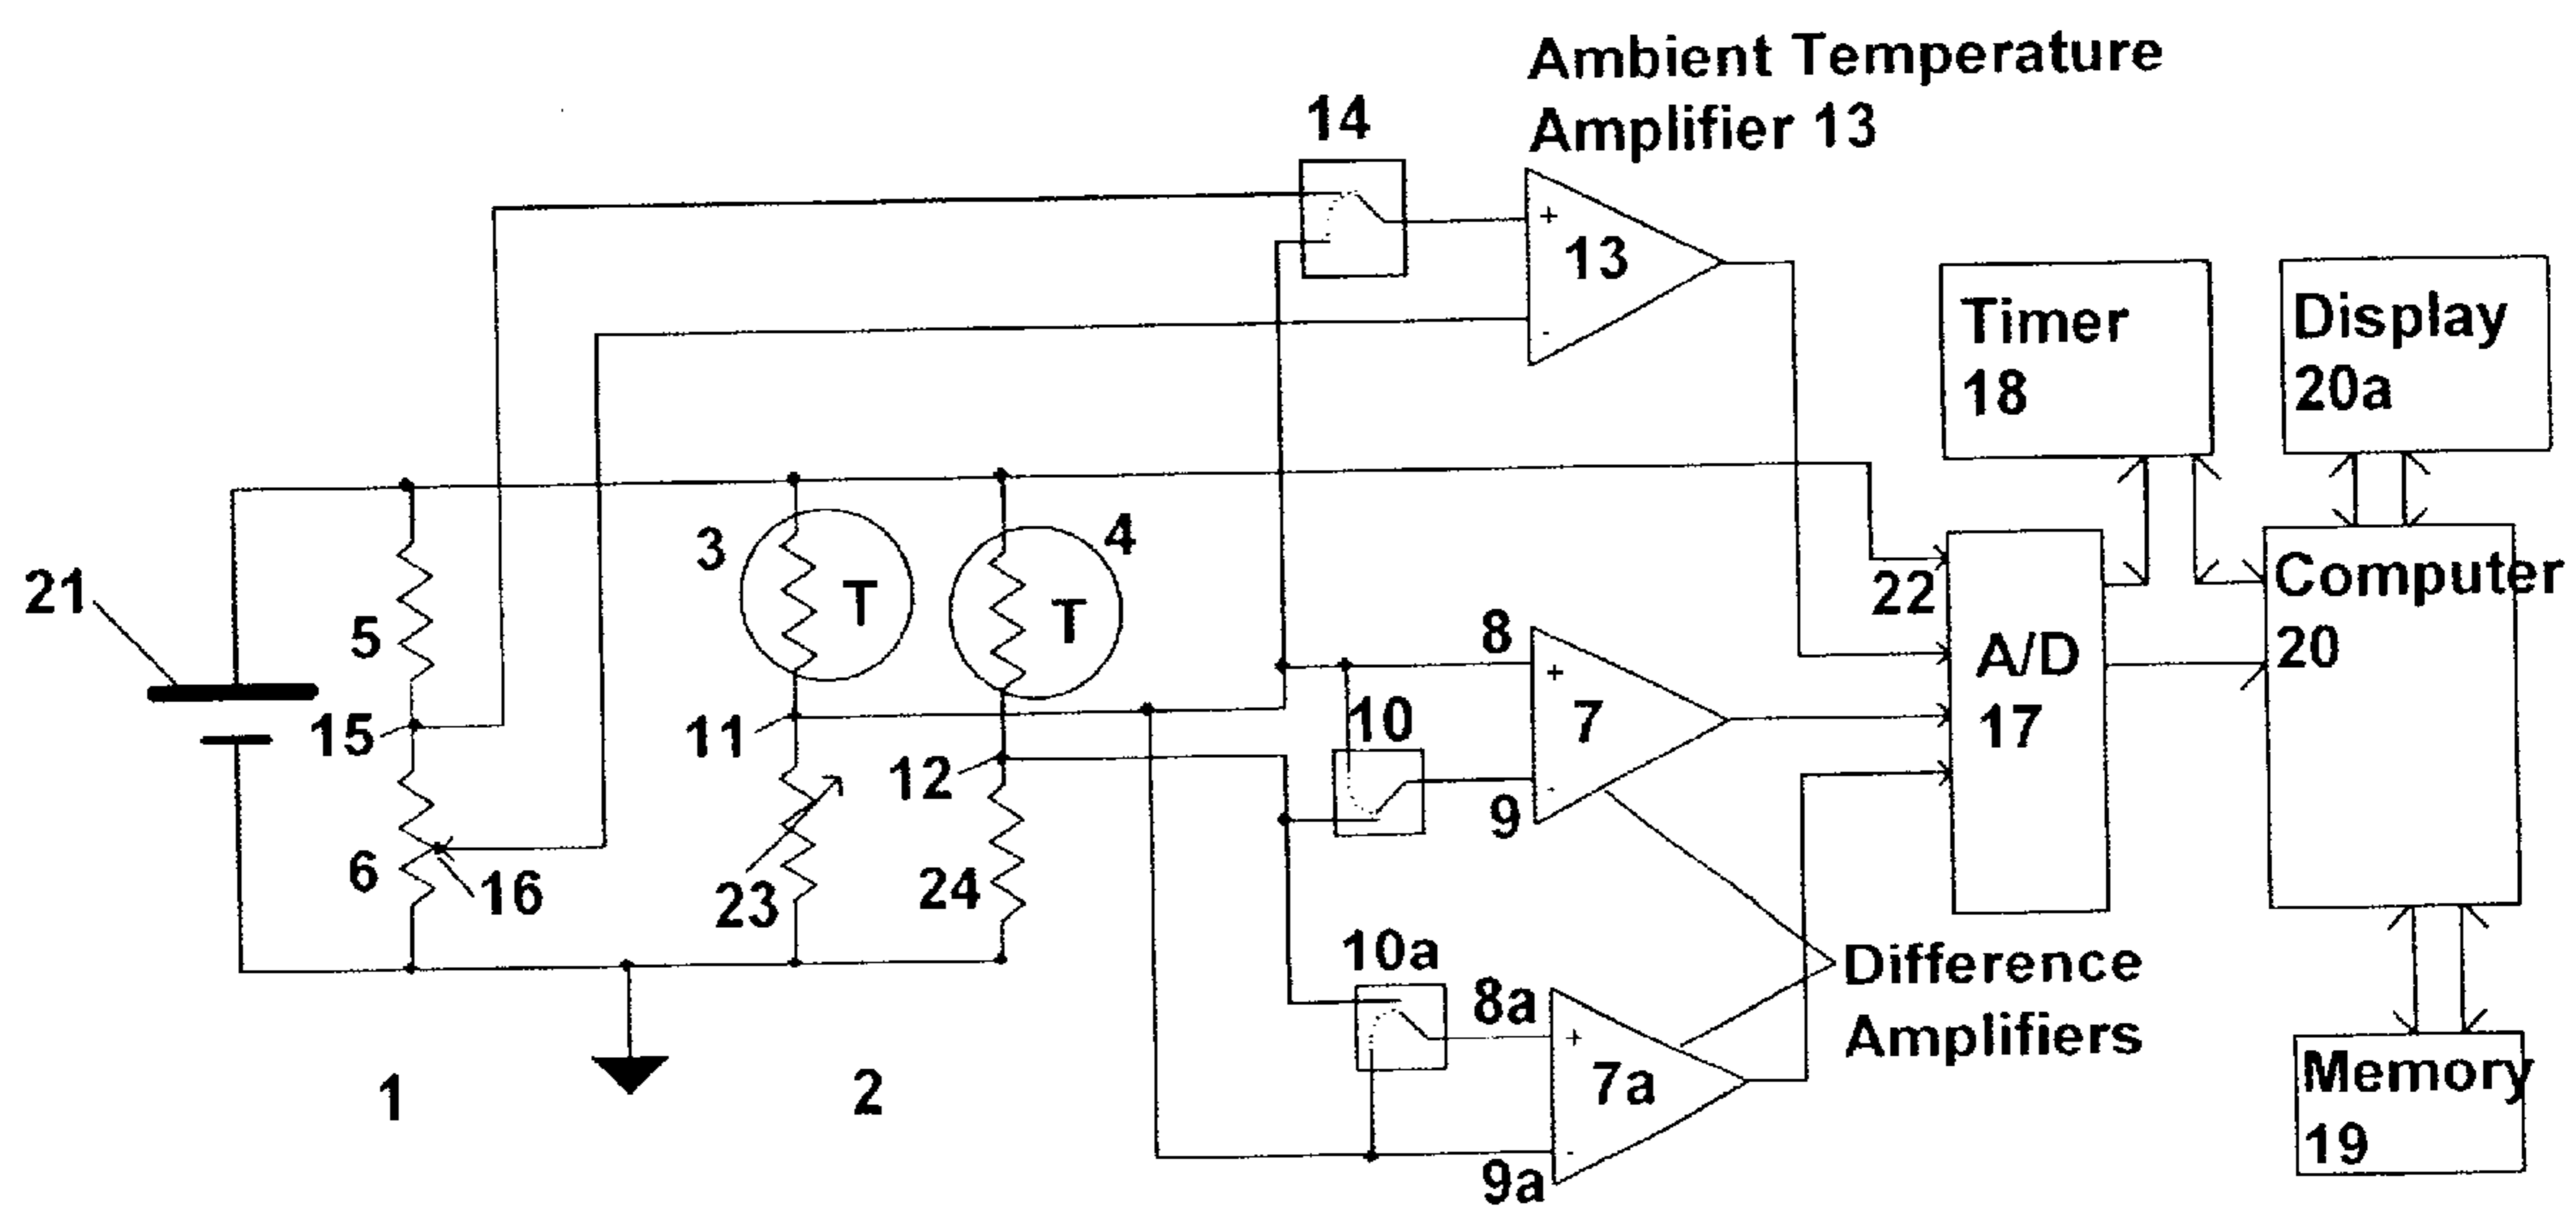 Ambient Temperature
Amplifier 13
14
+
13
-
Timer
18
Display
20a
3
T
4
T
21
5
15
11
12
6
16
23
24
8
+
7
10
9
-
22
A/D
17
Computer
20
10a
8a
+
7a
9a
-
Difference
Amplifiers
Memory
19
1
2